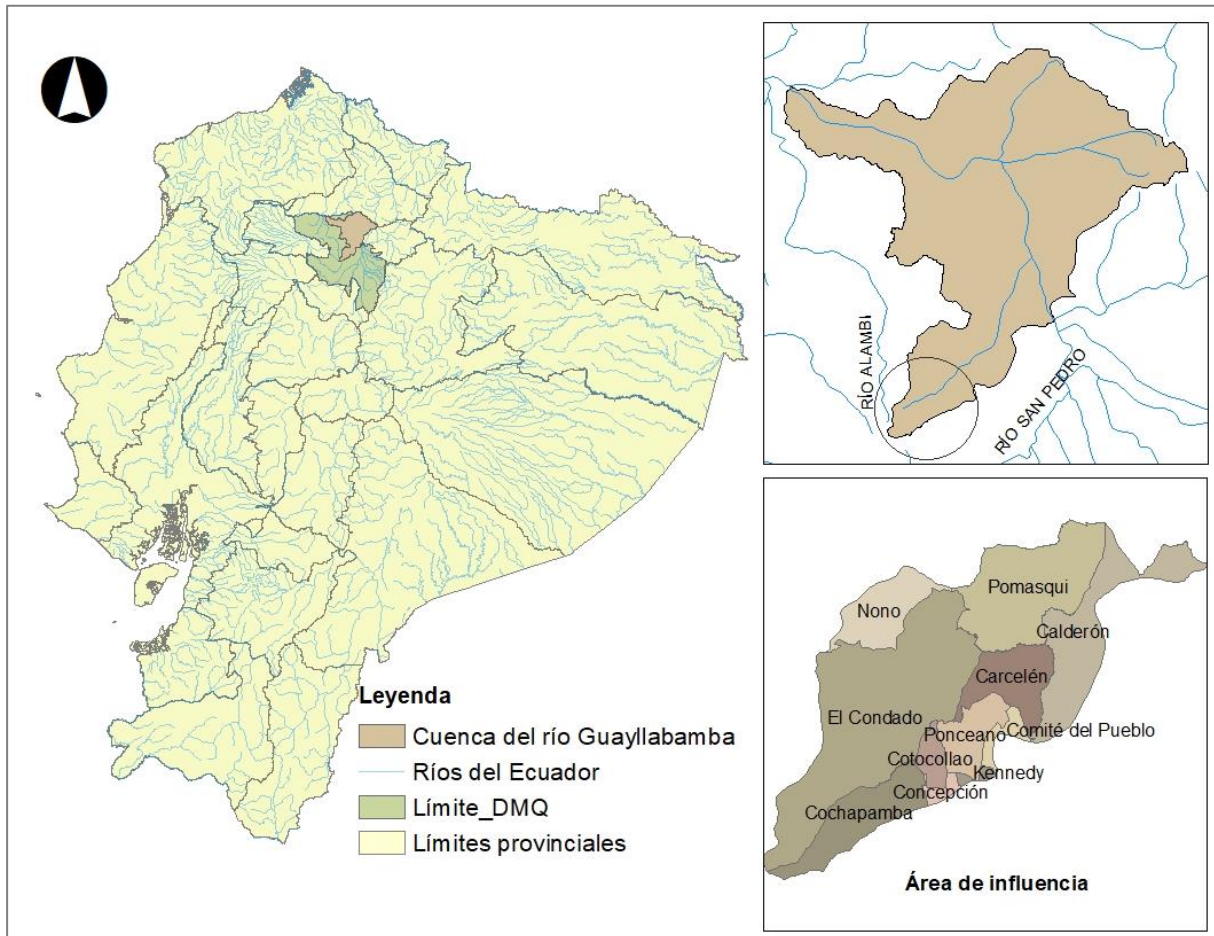 Leyenda
Cuenca del río Guayllabamba
Ríos del Ecuador
Límite_DMQ
Límites provinciales
RÍO ALAMBI
RÍO SAN PEDRO
Pomasqui
Nono
Calderón
Carcelén
El Condado
Ponceano
Comité del Pueblo
Cotocollao
Kennedy
Concepción
Cochapamba
Área de influencia